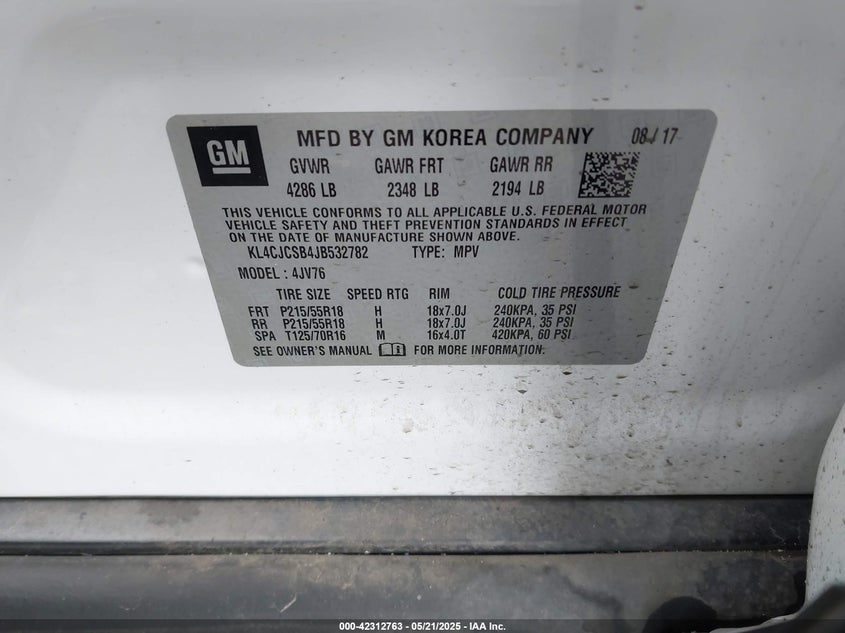 GM
MFD BY GM KOREA COMPANY 08 / 17
GVWR GAWR FRT GAWR RR
4286 LB 2348 LB 2194 LB
THIS VEHICLE CONFORMS TO ALL APPLICABLE U.S. FEDERAL MOTOR
VEHICLE SAFETY AND THEFT PREVENTION STANDARDS IN EFFECT
ON THE DATE OF MANUFACTURE SHOWN ABOVE.
KL4CJCSB4JB532782 TYPE: MPV
MODEL : 4JV76
TIRE SIZE SPEED RTG RIM COLD TIRE PRESSURE
FRT P215/55R18 H 18x7.0J 240KPA, 35 PSI
RR P215/55R18 H 18x7.0J 240KPA, 35 PSI
SPA T125/70R16 M 16x4.0T 420KPA, 60 PSI
SEE OWNER'S MANUAL FOR MORE INFORMATION.
000-42312763 - 05/21/2025 - IAA Inc.